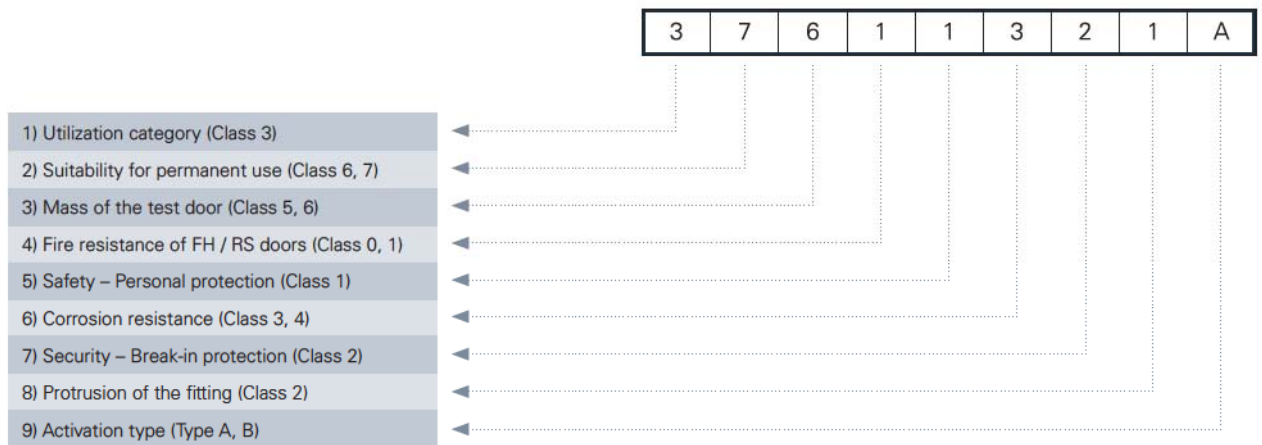 3 7 6 1 1 3 2 1 A
1) Utilization category (Class 3)
2) Suitability for permanent use (Class 6, 7)
3) Mass of the test door (Class 5, 6)
4) Fire resistance of FH / RS doors (Class 0, 1)
5) Safety – Personal protection (Class 1)
6) Corrosion resistance (Class 3, 4)
7) Security – Break-in protection (Class 2)
8) Protrusion of the fitting (Class 2)
9) Activation type (Type A, B)